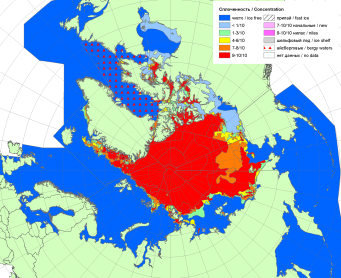 Сплоченность / Concentration
чисто / ice free
припай / fast ice
< 1/10
7-10/10 начальных / new
1-3/10
9-10/10 нилас / nilas
4-6/10
шельфовый лед / ice shelf
7-8/10
айсберговые / bergy waters
9-10/10
нет данных / no data